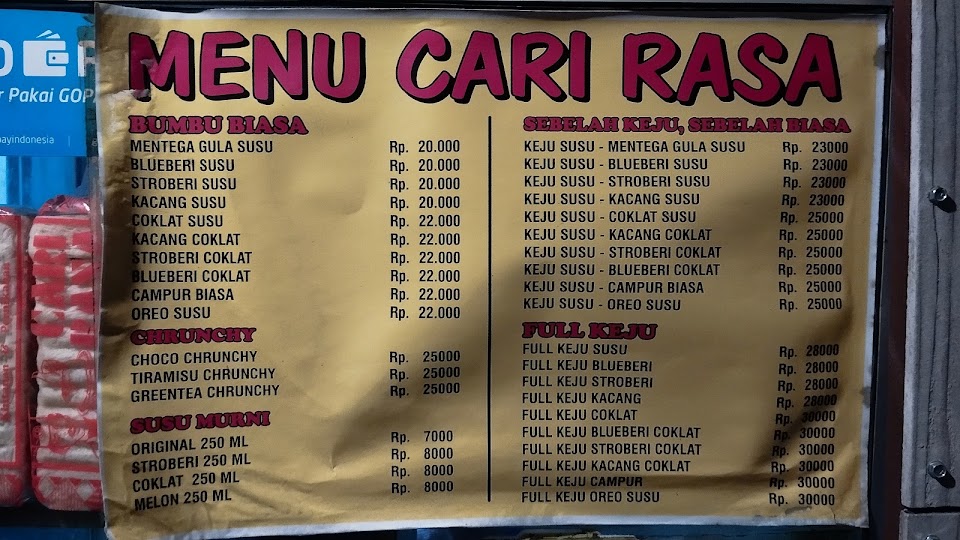 r Pakai GOP
ayindonesia
MENU CARI RASA
BUMBU BIASA
MENTEGA GULA SUSU Rp. 20.000
BLUEBERI SUSU Rp. 20.000
STROBERI SUSU Rp. 20.000
KACANG SUSU Rp. 20.000
COKLAT SUSU Rp. 22.000
KACANG COKLAT Rp. 22.000
STROBERI COKLAT Rp. 22.000
BLUEBERI COKLAT Rp. 22.000
CAMPUR BIASA Rp. 22.000
OREO SUSU Rp. 22.000
CHRUNCHY
CHOCO CHRUNCHY Rp. 25000
TIRAMISU CHRUNCHY Rp. 25000
GREENTEA CHRUNCHY Rp. 25000
SUSU MURNI
ORIGINAL 250 ML Rp. 7000
STROBERI 250 ML Rp. 8000
COKLAT 250 ML Rp. 8000
MELON 250 ML Rp. 8000
SEBELAH KEJU, SEBELAH BIASA
KEJU SUSU - MENTEGA GULA SUSU Rp. 23000
KEJU SUSU - BLUEBERI SUSU Rp. 23000
KEJU SUSU - STROBERI SUSU Rp. 23000
KEJU SUSU - KACANG SUSU Rp. 23000
KEJU SUSU - COKLAT SUSU Rp. 25000
KEJU SUSU - KACANG COKLAT Rp. 25000
KEJU SUSU - STROBERI COKLAT Rp. 25000
KEJU SUSU - BLUEBERI COKLAT Rp. 25000
KEJU SUSU - CAMPUR BIASA Rp. 25000
KEJU SUSU - OREO SUSU Rp. 25000
FULL KEJU
FULL KEJU SUSU Rp. 28000
FULL KEJU BLUEBERI Rp. 28000
FULL KEJU STROBERI Rp. 28000
FULL KEJU KACANG Rp. 28000
FULL KEJU COKLAT Rp. 30000
FULL KEJU BLUEBERI COKLAT Rp. 30000
FULL KEJU STROBERI COKLAT Rp. 30000
FULL KEJU KACANG COKLAT Rp. 30000
FULL KEJU CAMPUR Rp. 30000
FULL KEJU OREO SUSU Rp. 30000